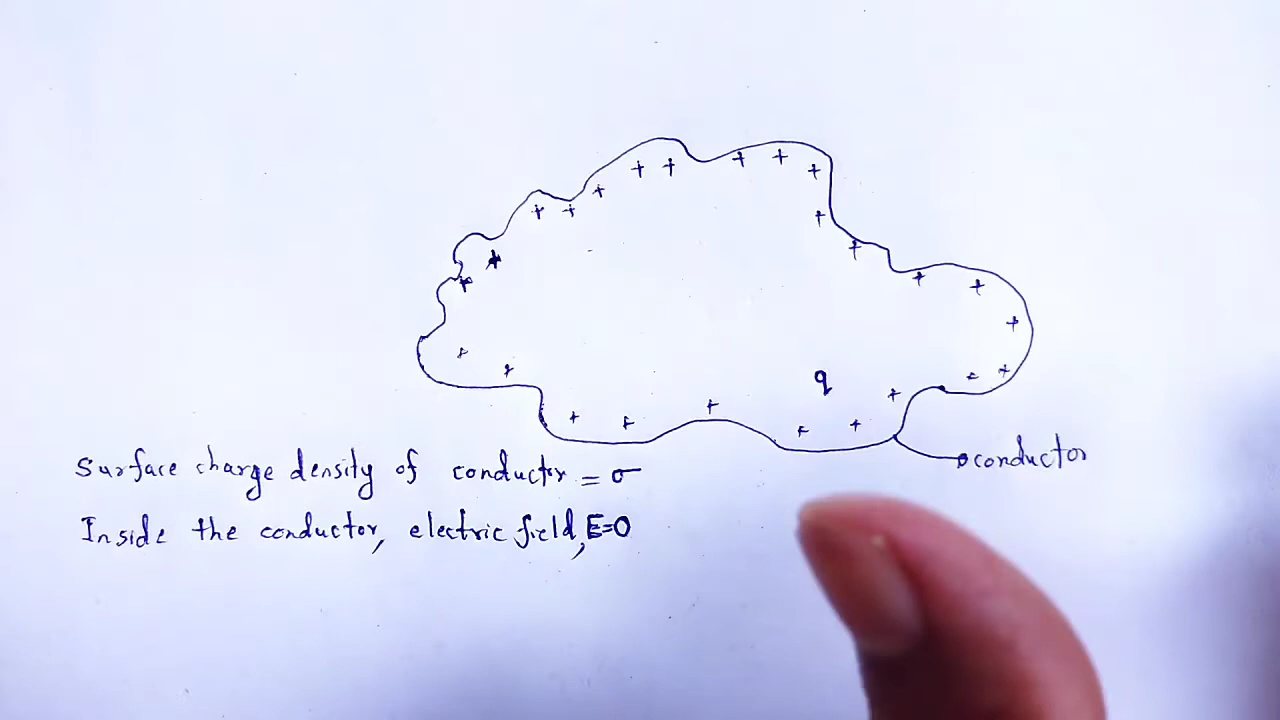 q
conductor
Surface charge density of conductor = σ
Inside the conductor, electric field, E=0